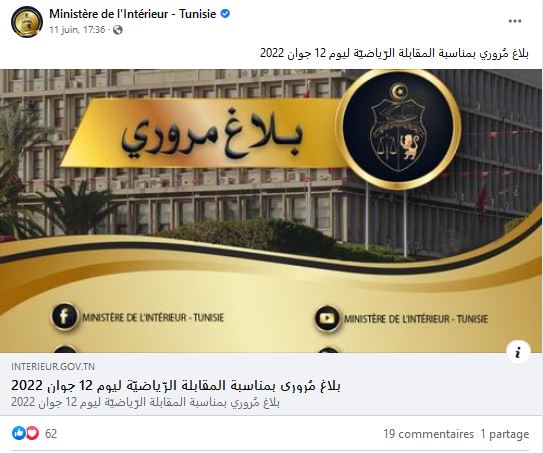 Ministère de l'Intérieur - Tunisie
11 juin, 17:36 ·
بلاغ مُروري بمناسبة المقابلة الرّياضيّة ليوم 12 جوان 2022
بلاغ مروري
MINISTÈRE DE L'INTÉRIEUR - TUNISIE
MINISTÈRE DE L'INTÉRIEUR - TUNISIE
INTERIEUR.GOV.TN
بلاغ مُروري بمناسبة المقابلة الرّياضيّة ليوم 12 جوان 2022
بلاغ مُروري بمناسبة المقابلة الرّياضيّة ليوم 12 جوان 2022
62
19 commentaires 1 partage